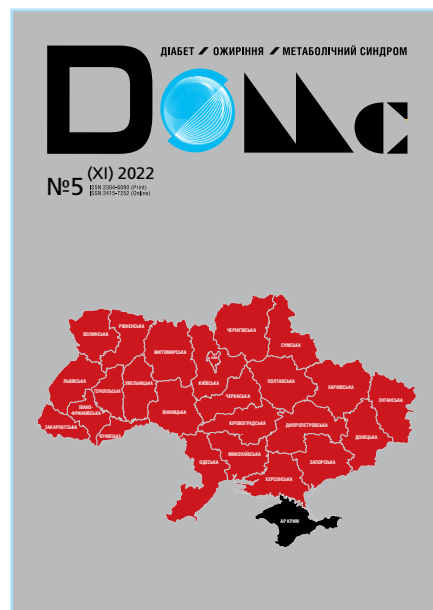 ДІАБЕТ / ОЖИРІННЯ / МЕТАБОЛІЧНИЙ СИНДРОМ
DOMc
№5 (XI) 2022
ISSN 2304-6090 (Print)
ISSN 2415-7252 (Online)
ВОЛИНСЬКА
РІВНЕНСЬКА
ЖИТОМИРСЬКА
ЧЕРНІГІВСЬКА
СУМСЬКА
ЛЬВІВСЬКА
ТЕРНОПІЛЬСЬКА
ХМЕЛЬНИЦЬКА
КИЇВСЬКА
ПОЛТАВСЬКА
ХАРКІВСЬКА
ЛУГАНСЬКА
ЧЕРКАСЬКА
ІВАНО-
ФРАНКІВСЬКА
ЗАКАРПАТСЬКА
ЧЕРНІВЕЦЬКА
ВІННИЦЬКА
КІРОВОГРАДСЬКА
ДНІПРОПЕТРОВСЬКА
ДОНЕЦЬКА
ОДЕСЬКА
МИКОЛАЇВСЬКА
ЗАПОРІЗЬКА
ХЕРСОНСЬКА
АР КРИМ